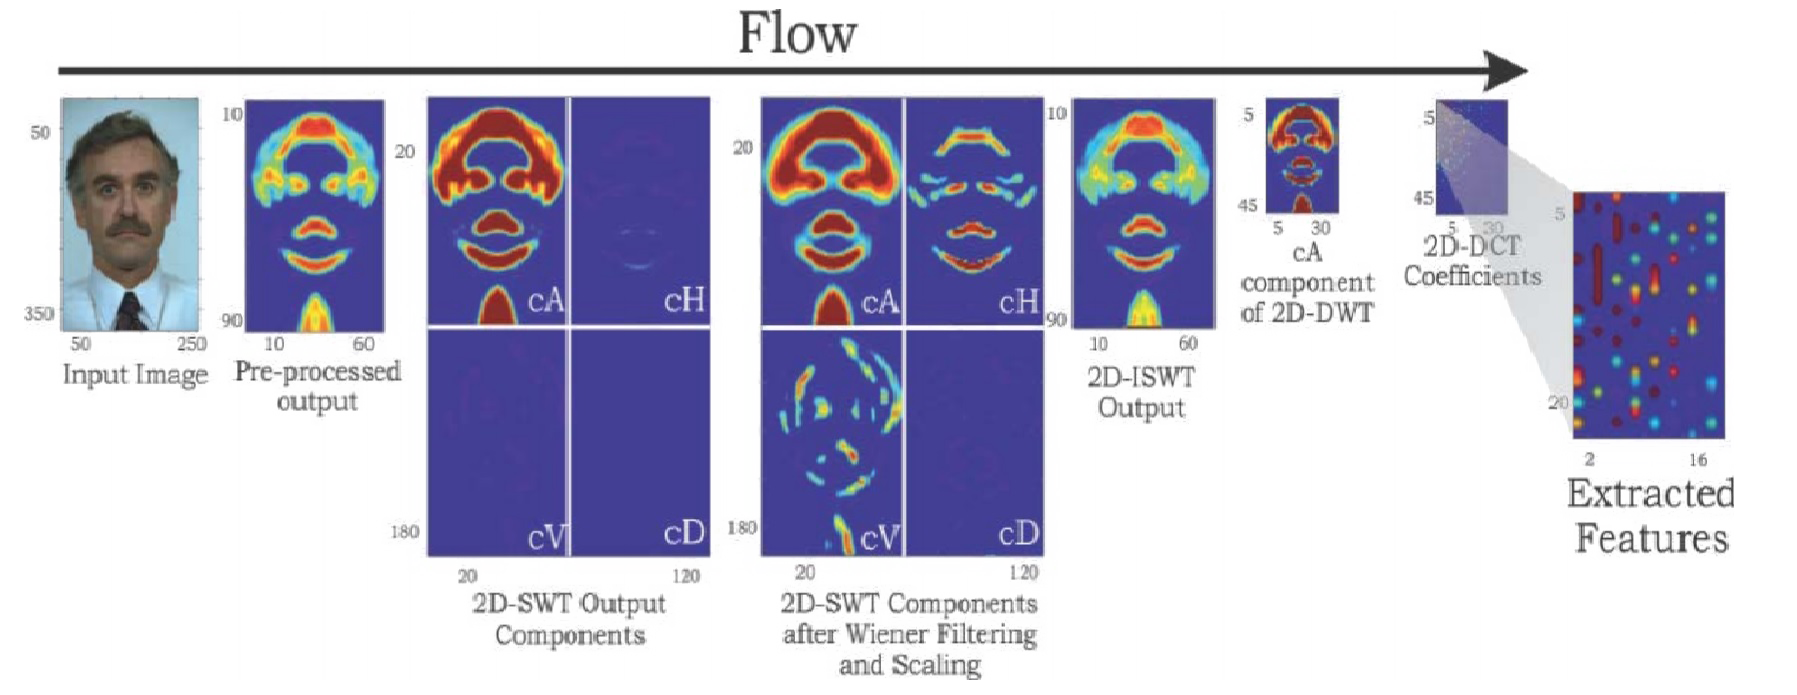 Flow
50
350
50 250
Input Image
10
90
10 60
Pre-processed
output
20
180
cA
cH
cV
cD
20 120
2D-SWT Output
Components
20
180
cA
cH
cV
cD
20 120
2D-SWT Components
after Wiener Filtering
and Scaling
10
90
10 60
2D-ISWT
Output
5
45
5 30
cA
component
of 2D-DWT
5
45
5 30
2D-DCT
Coefficients
5
20
2 16
Extracted
Features